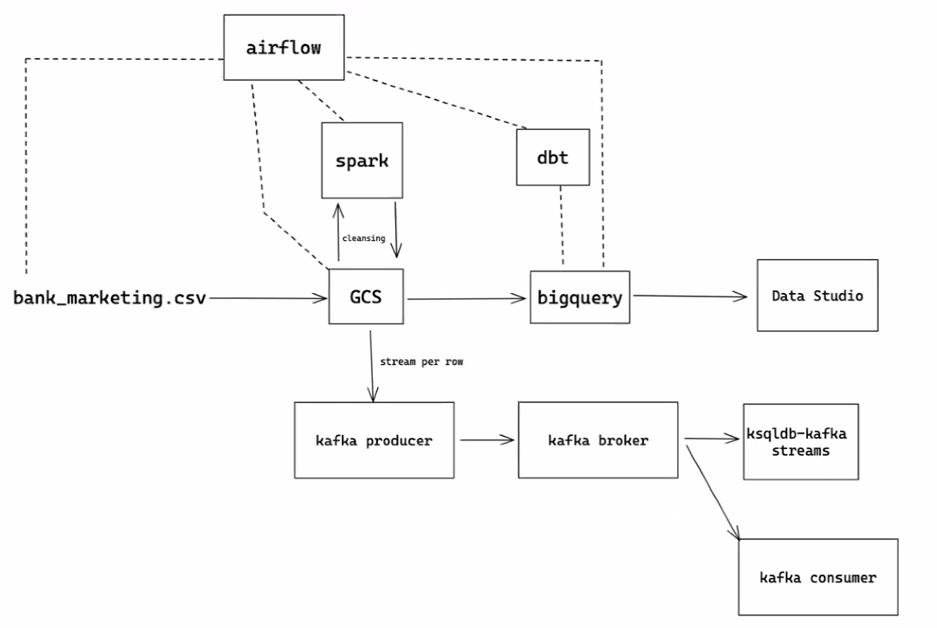 airflow
spark
dbt
cleansing
bank_marketing.csv
GCS
bigquery
Data Studio
stream per row
kafka producer
kafka broker
ksqldb-kafka
streams
kafka consumer